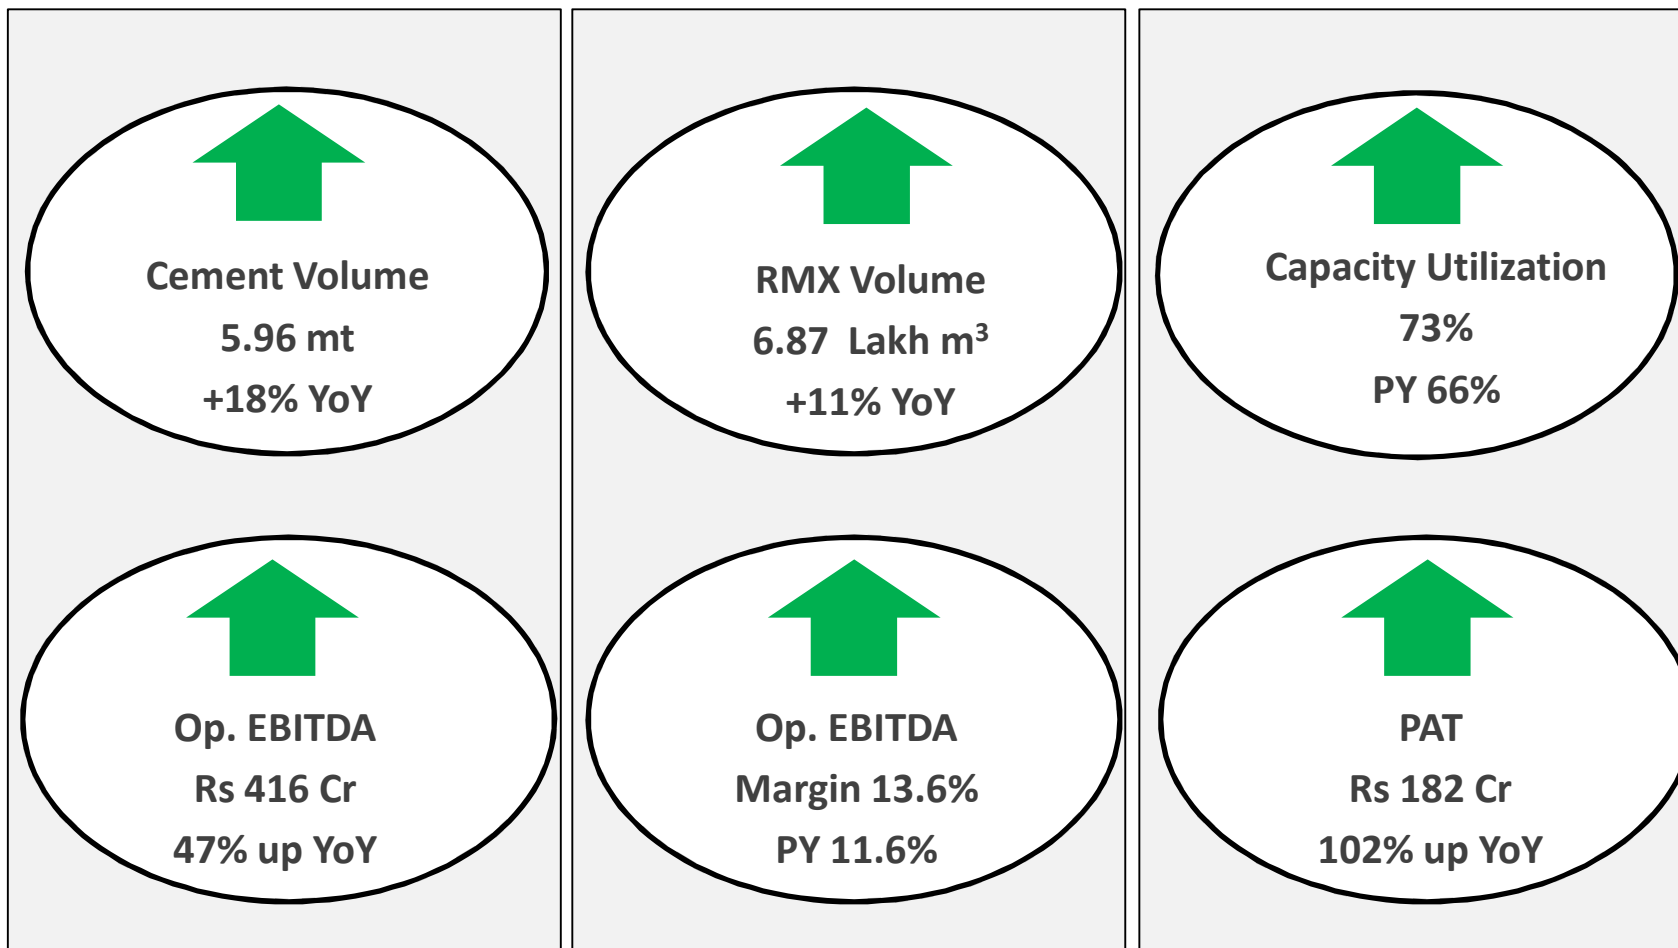 Cement Volume
5.96 mt
+18% YoY
RMX Volume
6.87 Lakh m³
+11% YoY
Capacity Utilization
73%
PY 66%
Op. EBITDA
Rs 416 Cr
47% up YoY
Op. EBITDA
Margin 13.6%
PY 11.6%
PAT
Rs 182 Cr
102% up YoY